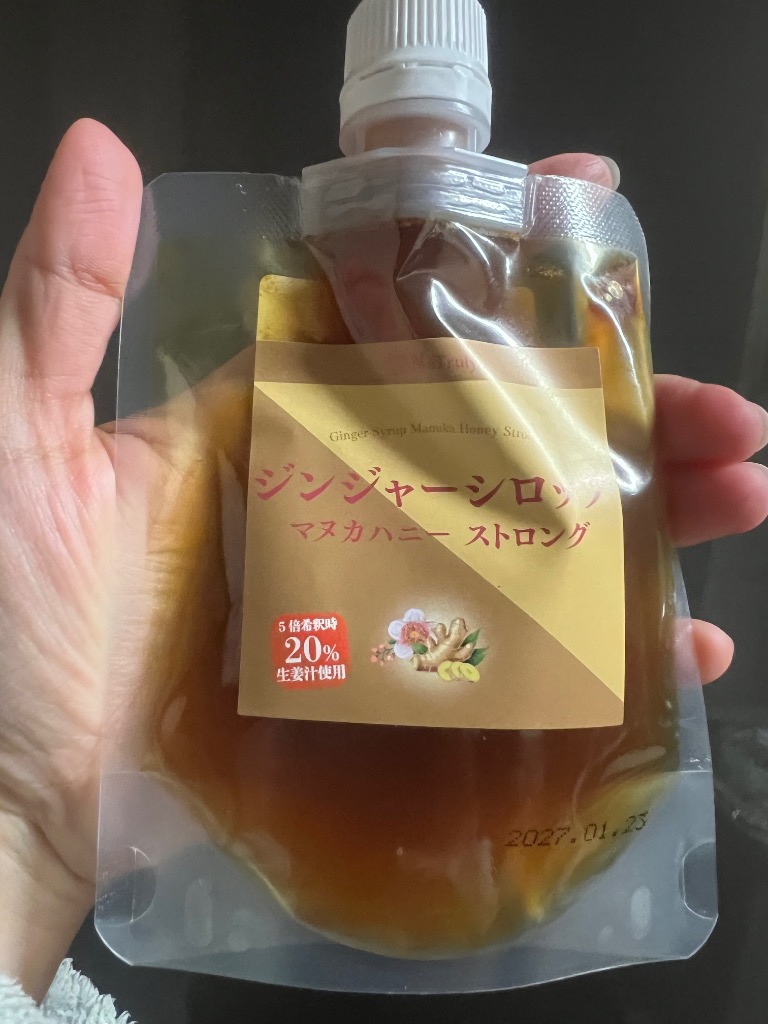 Ginger Syrup Manuka Honey
ジンジャーシロップ
マヌカハニー ストロング
5倍希釈時
20%
生姜汁使用
2027.01.23